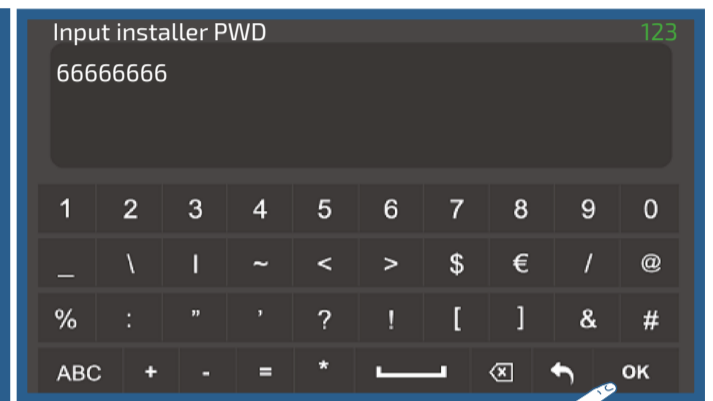 Input installer PWD 123
66666666
1 2 3 4 5 6 7 8 9 0
_ \ | ~ < > $ € / @
% : " ' ? ! [ ] & #
ABC + - = * OK